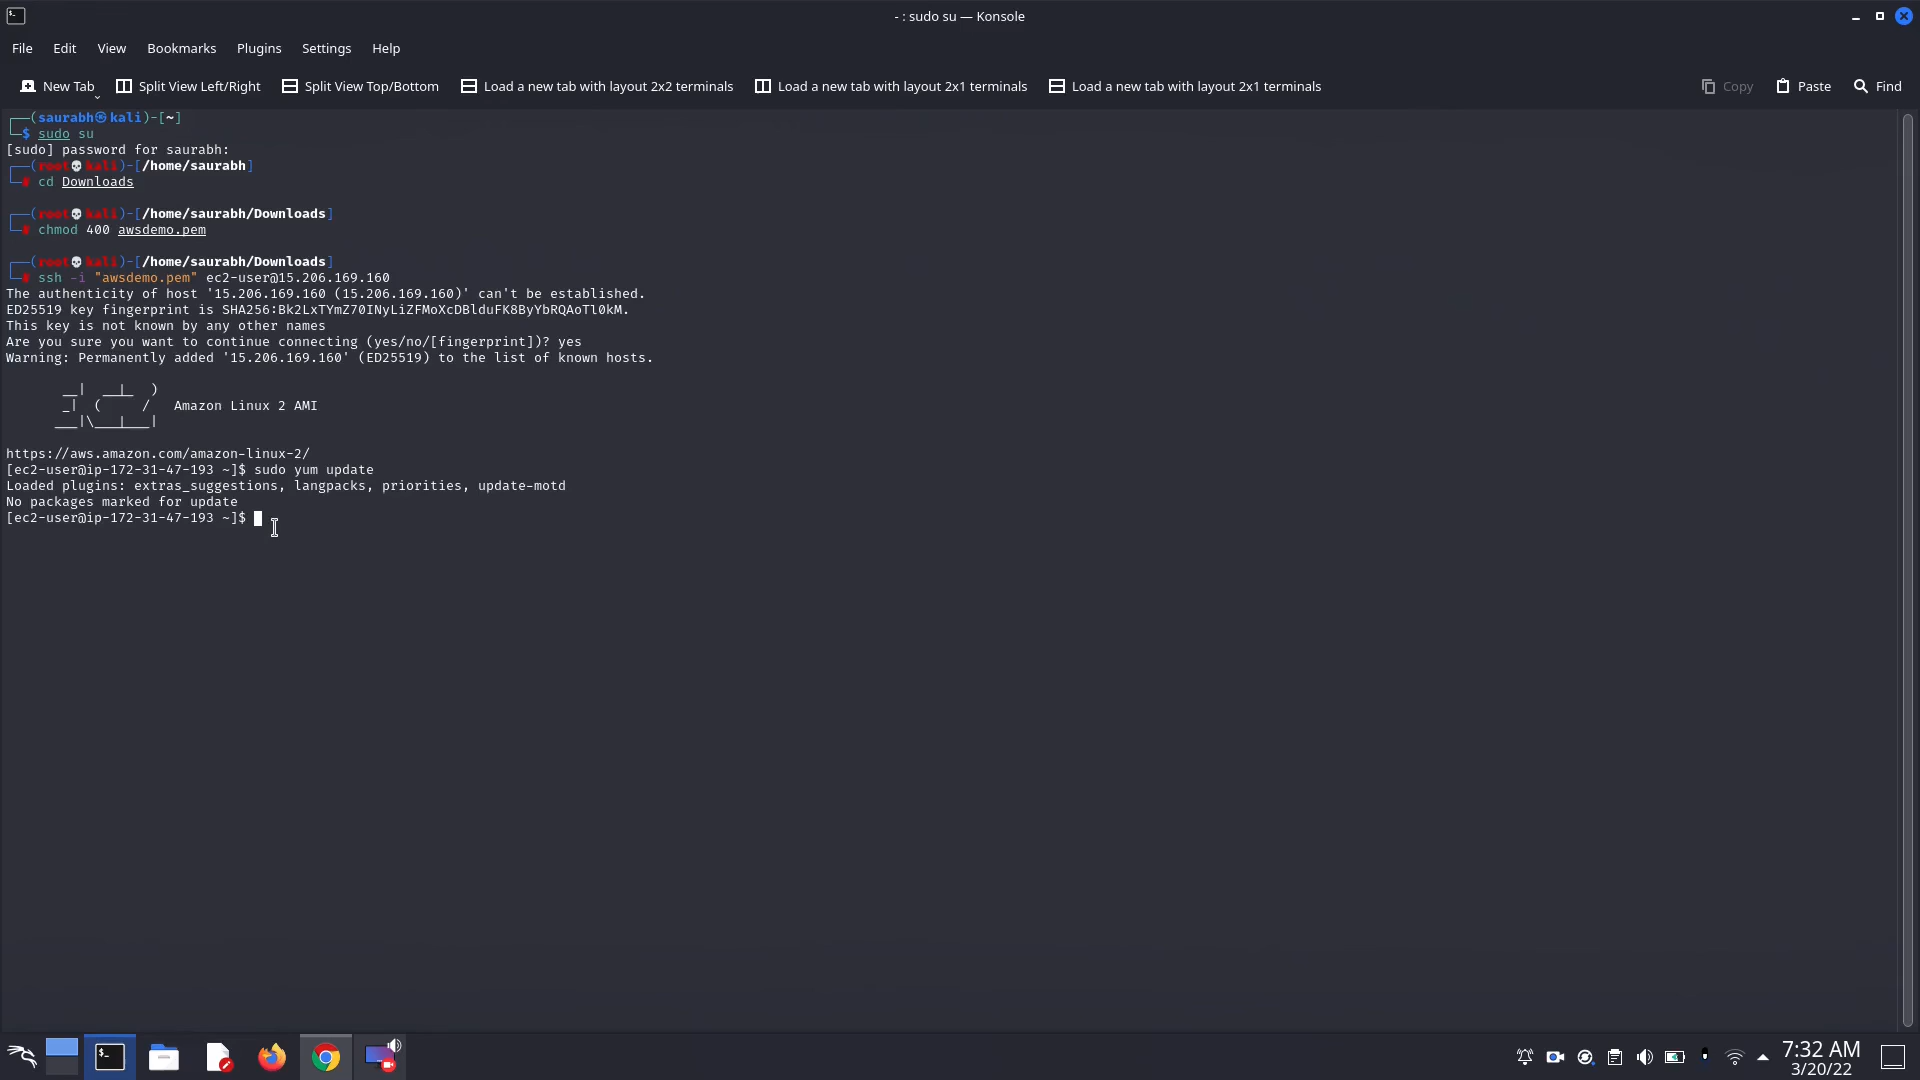 - : sudo su — Konsole
File Edit View Bookmarks Plugins Settings Help
New Tab Split View Left/Right Split View Top/Bottom Load a new tab with layout 2x2 terminals Load a new tab with layout 2x1 terminals Load a new tab with layout 2x1 terminals Copy Paste Find
┌──(saurabh㉿kali)-[~]
└─$ sudo su
[sudo] password for saurabh:
┌──(root💀kali)-[/home/saurabh]
└─# cd Downloads
┌──(root💀kali)-[/home/saurabh/Downloads]
└─# chmod 400 awsdemo.pem
┌──(root💀kali)-[/home/saurabh/Downloads]
└─# ssh -i "awsdemo.pem" ec2-user@15.206.169.160
The authenticity of host '15.206.169.160 (15.206.169.160)' can't be established.
ED25519 key fingerprint is SHA256:Bk2LxTYmZ70INyLiZFMoXcDBlduFK8ByYbRQAoTl0kM.
This key is not known by any other names
Are you sure you want to continue connecting (yes/no/[fingerprint])? yes
Warning: Permanently added '15.206.169.160' (ED25519) to the list of known hosts.
__|  __|_  )
_|  (     /   Amazon Linux 2 AMI
___|\___|___|
https://aws.amazon.com/amazon-linux-2/
[ec2-user@ip-172-31-47-193 ~]$ sudo yum update
Loaded plugins: extras_suggestions, langpacks, priorities, update-motd
No packages marked for update
[ec2-user@ip-172-31-47-193 ~]$
7:32 AM
3/20/22